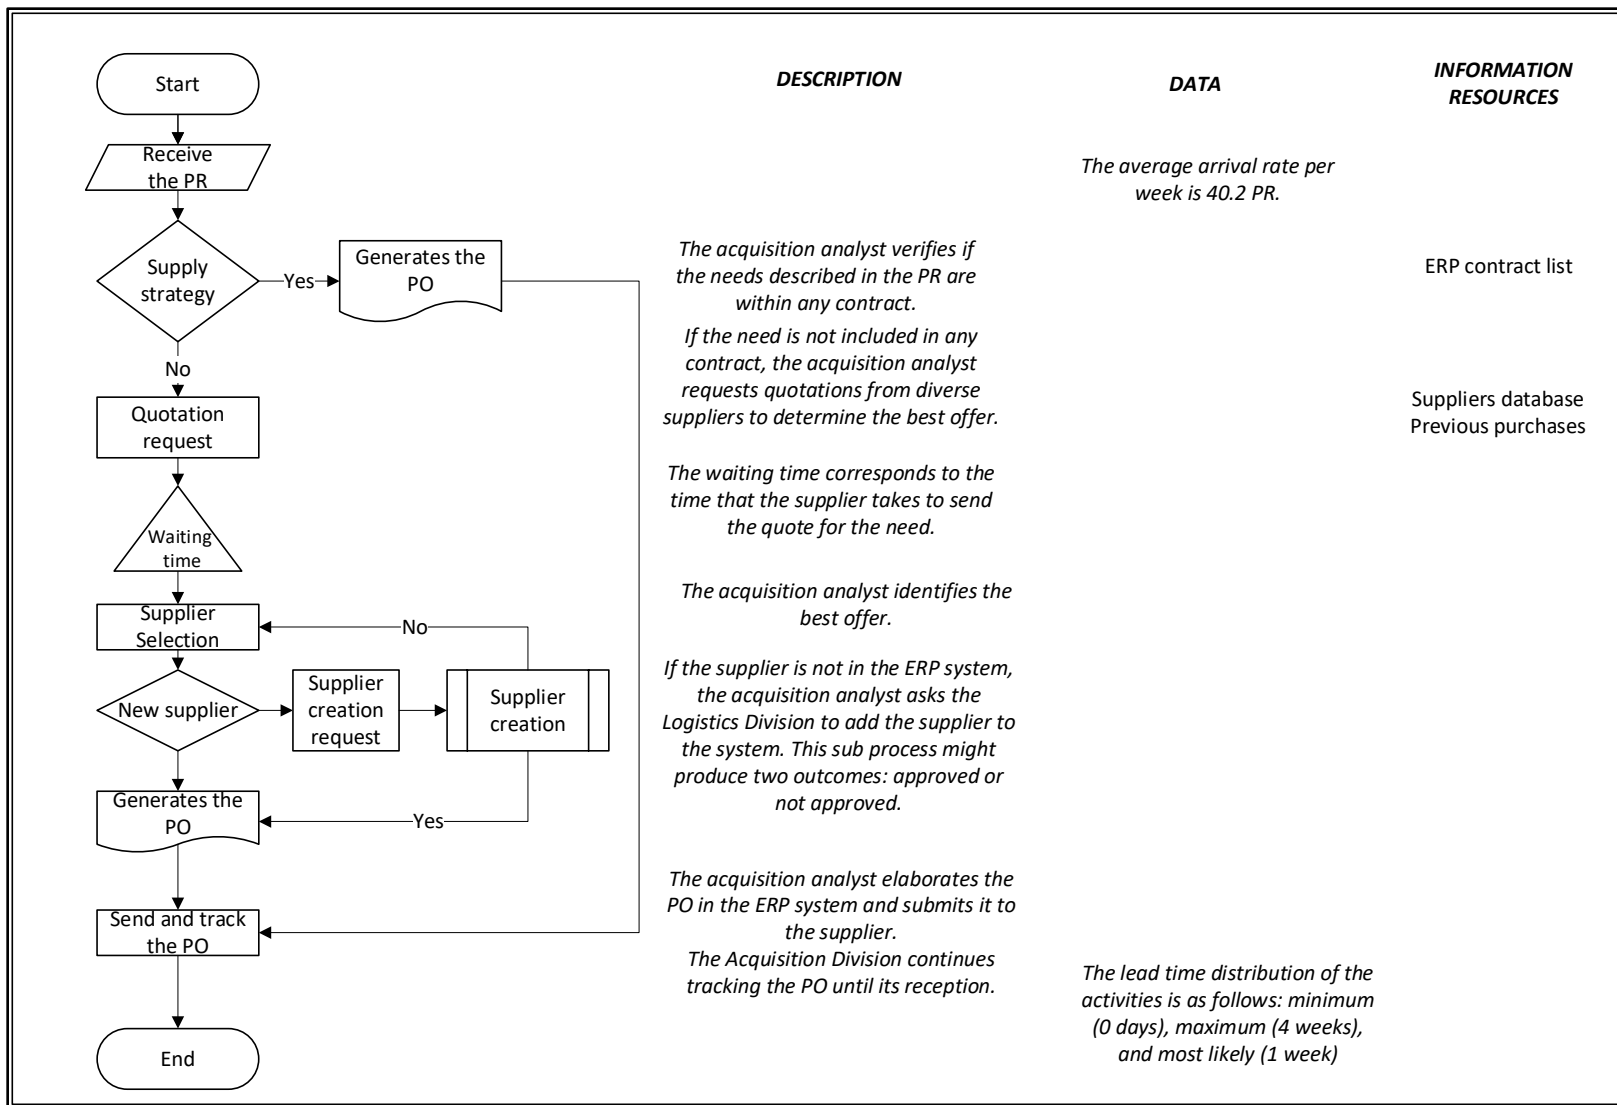 Start
Receive
the PR
Supply
strategy
Yes
Generates the
PO
No
Quotation
request
Waiting
time
Supplier
Selection
No
New supplier
Supplier
creation
request
Supplier
creation
Generates the
PO
Yes
Send and track
the PO
End
DESCRIPTION
The acquisition analyst verifies if
the needs described in the PR are
within any contract.
If the need is not included in any
contract, the acquisition analyst
requests quotations from diverse
suppliers to determine the best offer.
The waiting time corresponds to the
time that the supplier takes to send
the quote for the need.
The acquisition analyst identifies the
best offer.
If the supplier is not in the ERP system,
the acquisition analyst asks the
Logistics Division to add the supplier to
the system. This sub process might
produce two outcomes: approved or
not approved.
The acquisition analyst elaborates the
PO in the ERP system and submits it to
the supplier.
The Acquisition Division continues
tracking the PO until its reception.
DATA
The average arrival rate per
week is 40.2 PR.
The lead time distribution of the
activities is as follows: minimum
(0 days), maximum (4 weeks),
and most likely (1 week)
INFORMATION
RESOURCES
ERP contract list
Suppliers database
Previous purchases